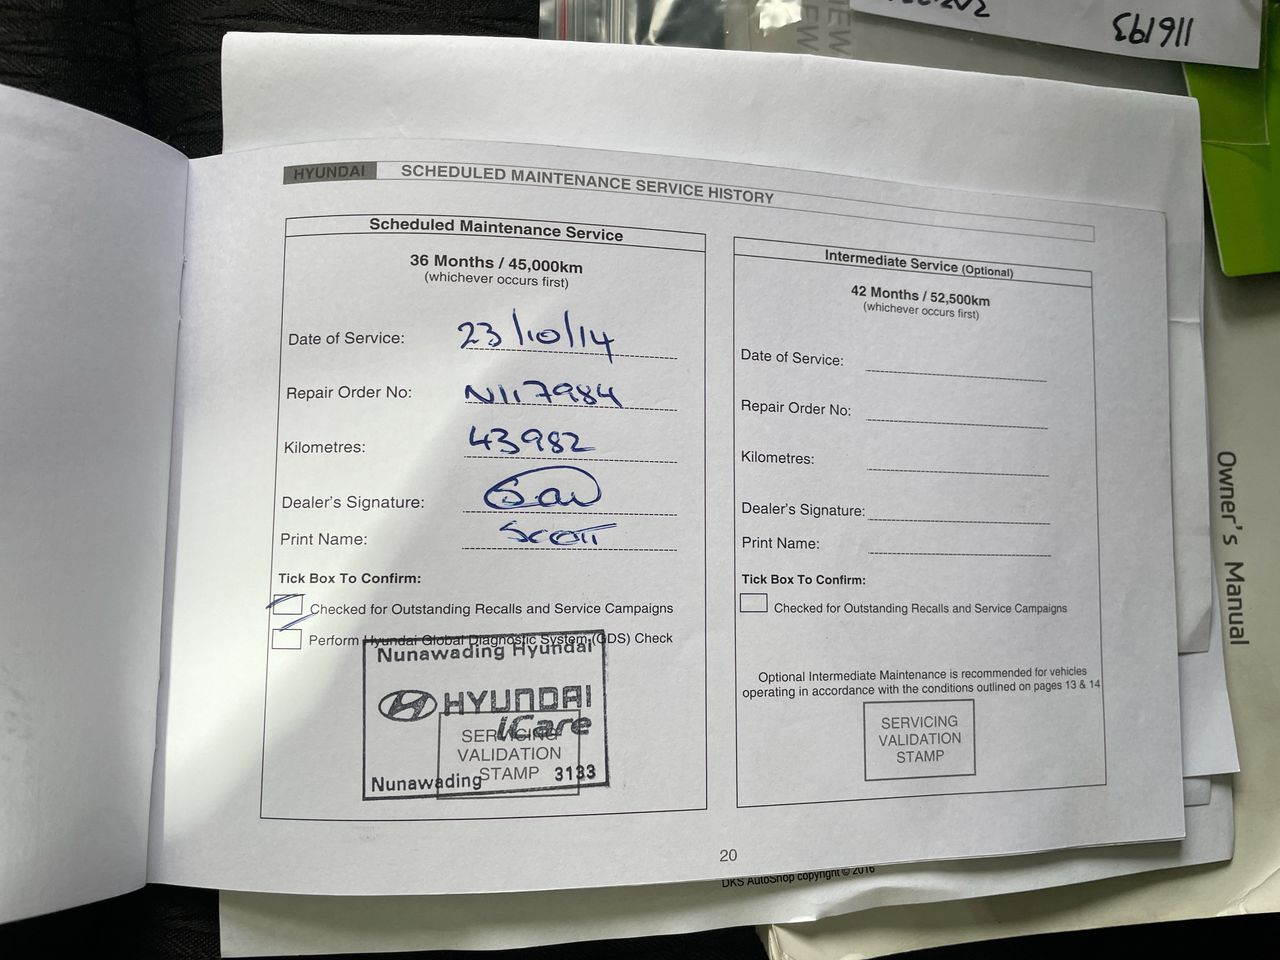 116193
HYUNDAI SCHEDULED MAINTENANCE SERVICE HISTORY
Scheduled Maintenance Service
36 Months / 45,000km
(whichever occurs first)
Date of Service: 23/10/14
Repair Order No: N117984
Kilometres: 43982
Dealer's Signature:
Print Name: Scott
Tick Box To Confirm:
Checked for Outstanding Recalls and Service Campaigns
Perform Hyundai Global Diagnostic System (GDS) Check
Nunawading Hyundai
HYUNDAI
iCare
SERVICING
VALIDATION
STAMP
Nunawading 3133
Intermediate Service (Optional)
42 Months / 52,500km
(whichever occurs first)
Date of Service:
Repair Order No:
Kilometres:
Dealer's Signature:
Print Name:
Tick Box To Confirm:
Checked for Outstanding Recalls and Service Campaigns
Optional Intermediate Maintenance is recommended for vehicles
operating in accordance with the conditions outlined on pages 13 & 14
SERVICING
VALIDATION
STAMP
20
DKS AutoShop copyright © 2016
Owner's Manual